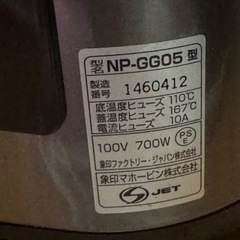 型名 NP-GG05 型
製造番号 1460412
底温度ヒューズ 110℃
蓋温度ヒューズ 167℃
電流ヒューズ 10A
100V 700W PSE
象印ファクトリー・ジャパン株式会社
象印マホービン株式会社
JET